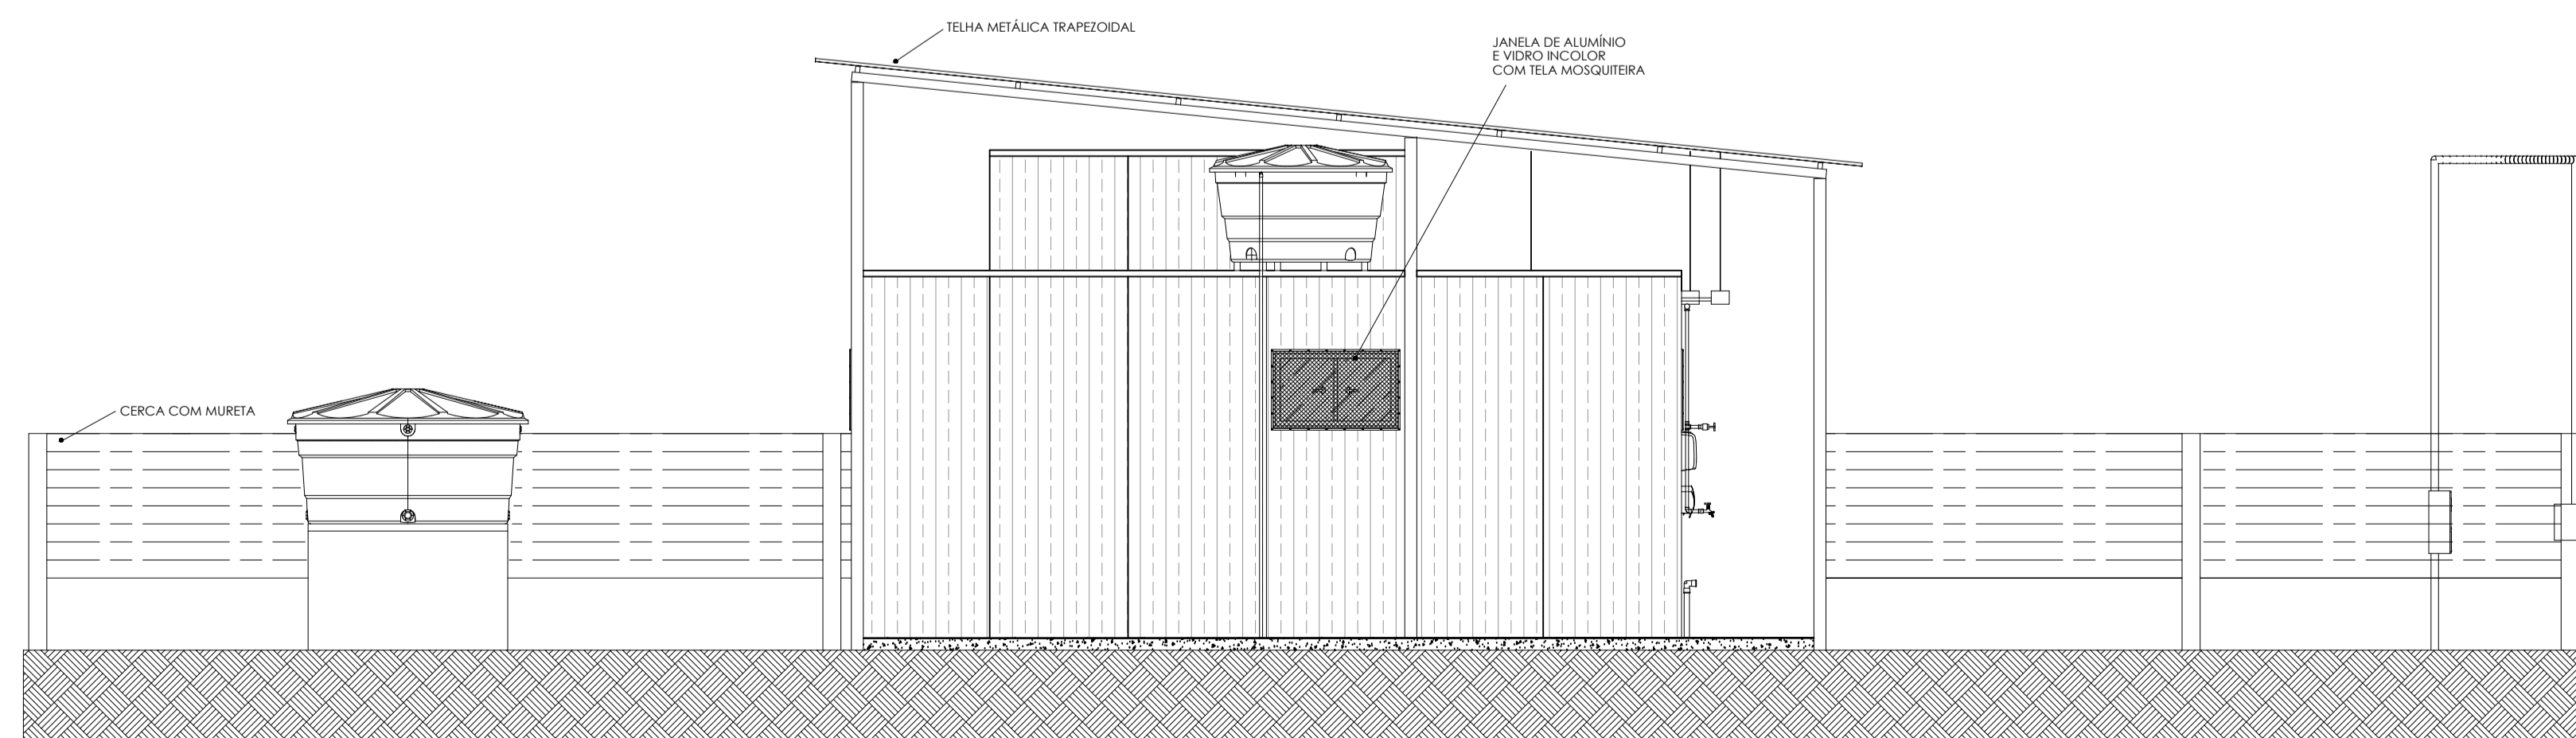 TELHA METÁLICA TRAPEZOIDAL
JANELA DE ALUMÍNIO
E VIDRO INCOLOR
COM TELA MOSQUITEIRA
CERCA COM MURETA